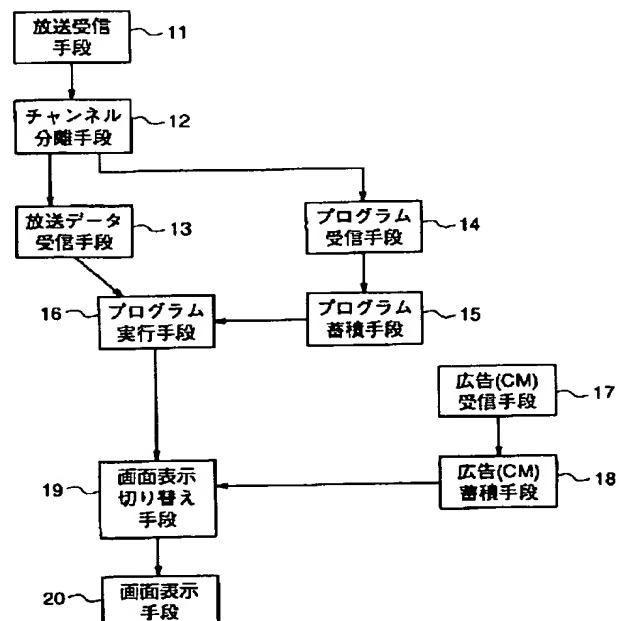 放送受信
手段
11
チャンネル
分離手段
12
放送データ
受信手段
13
プログラム
受信手段
14
16
プログラム
実行手段
プログラム
蓄積手段
15
広告(CM)
受信手段
17
19
画面表示
切り替え
手段
広告(CM)
蓄積手段
18
20
画面表示
手段